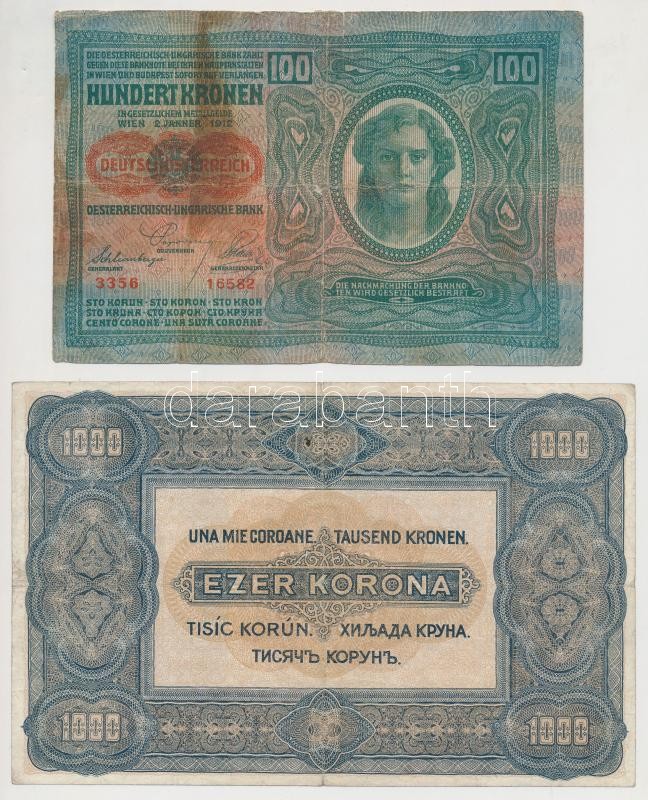 DIE OESTERREICHISCH-UNGARISCHE BANK ZAHLT
GEGEN DIESE BANKNOTE BEI IHREN HAUPTANSTALTEN
IN WIEN UND BUDAPEST SOFORT AUF VERLANGEN
HUNDERT KRONEN
IN GESETZLICHEM METALLGELDE
WIEN 2. JÄNNER 1912
100
100
DEUTSCHÖSTERREICH
OESTERREICHISCH-UNGARISCHE BANK
GOUVERNEUR
GENERALRAT
GENERALSEKRETÄR
3356
16582
STO KORUN · STO KORON · STO KRON
STO KRUNA · СТО КОРОН · СТО КРУНА
CENTO CORONE · UNA SUTĂ COROANE
DIE NACHMACHUNG DER BANKNO-
TEN WIRD GESETZLICH BESTRAFT
darabanth
1000
1000
UNA MIE COROANE. TAUSEND KRONEN.
EZER KORONA
TISÍC KORÚN. ХИЉАДА КРУНА.
ТИСЯЧЪ КОРУНЪ.
1000
1000